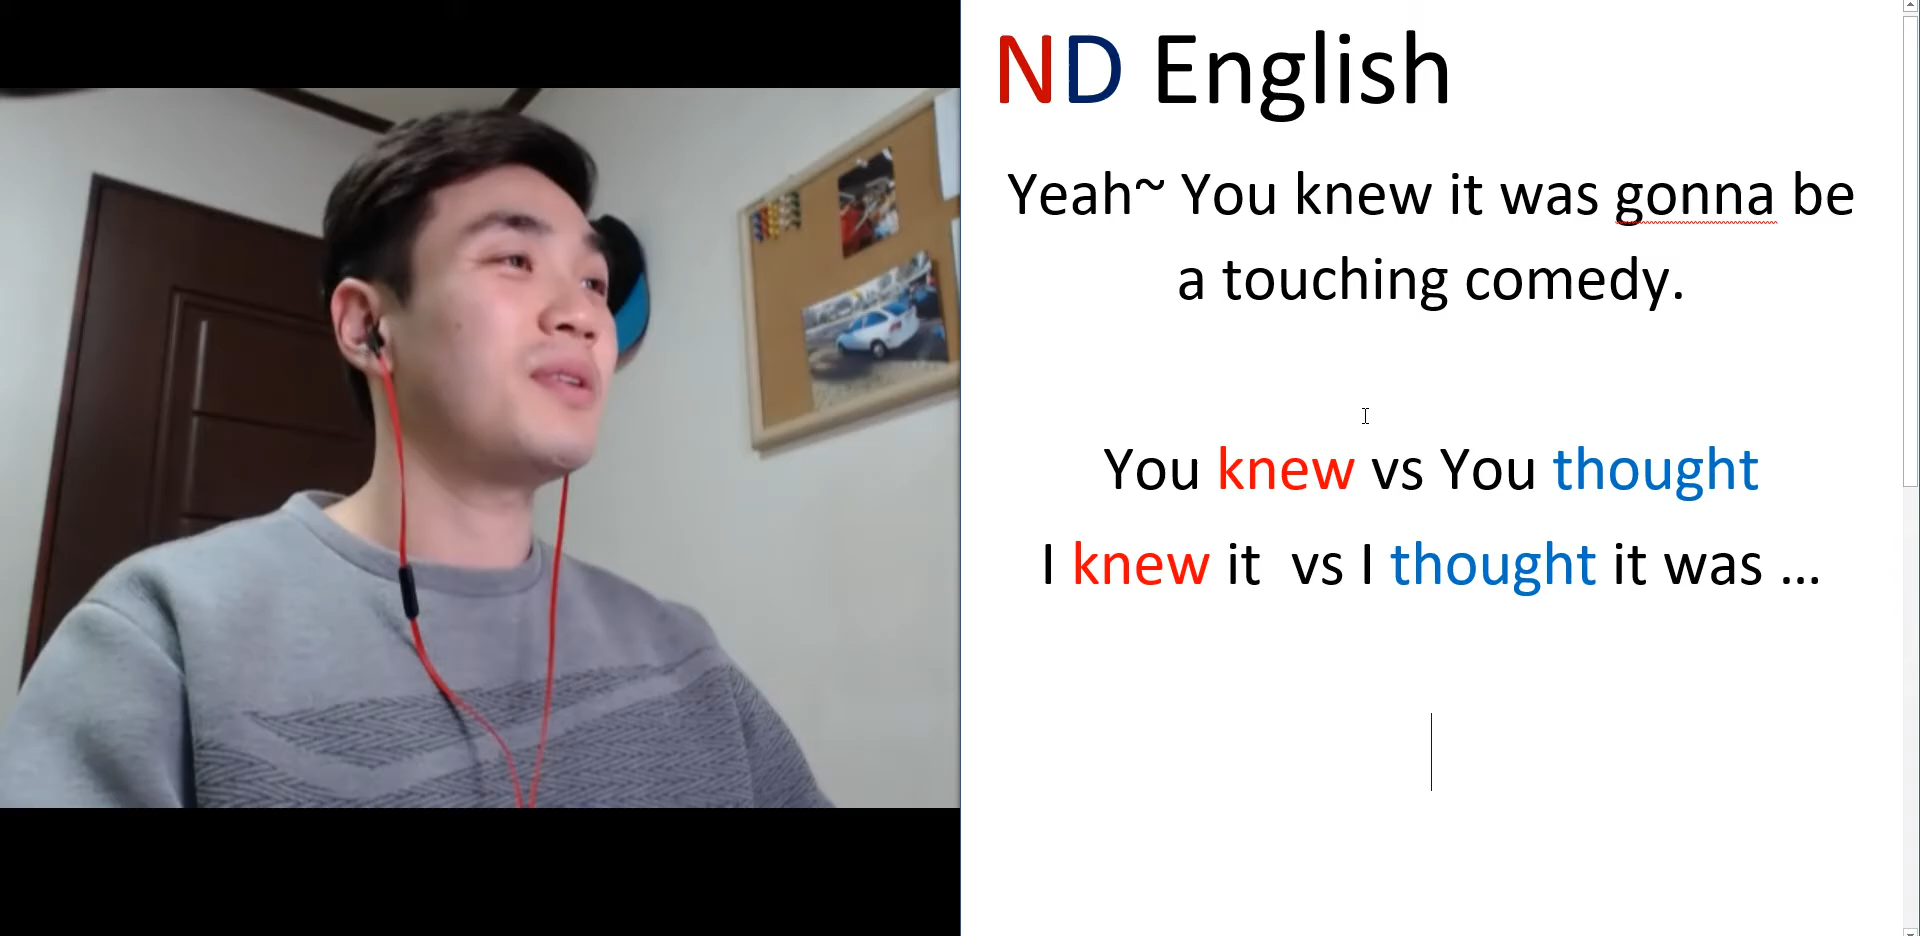 ND English
Yeah~ You knew it was gonna be
a touching comedy.
You knew vs You thought
I knew it  vs I thought it was ...